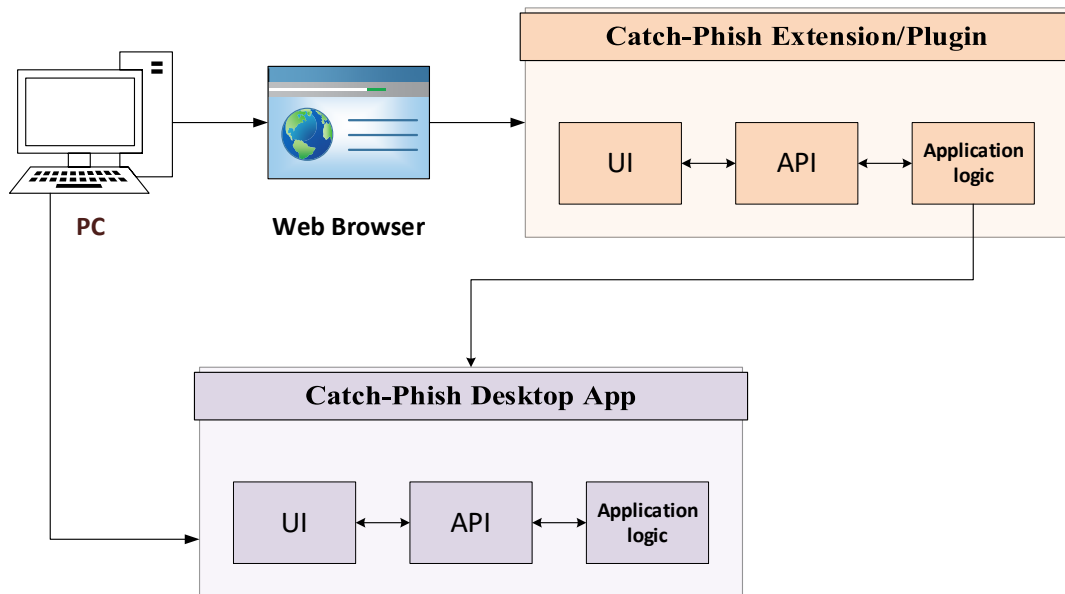 Catch-Phish Extension/Plugin
UI
API
Application
logic
PC
Web Browser
Catch-Phish Desktop App
UI
API
Application
logic